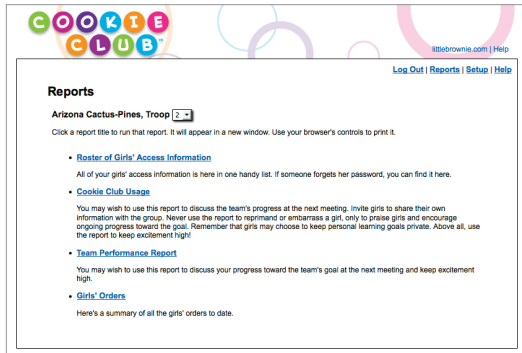 COOKIE
CLUB
littlebrownie.com | Help
Log Out | Reports | Setup | Help
Reports
Arizona Cactus-Pines, Troop 2
Click a report title to run that report. It will appear in a new window. Use your browser's controls to print it.
• Roster of Girls' Access Information
All of your girls' access information is here in one handy list. If someone forgets her password, you can find it here.
• Cookie Club Usage
You may wish to use this report to discuss the team's progress at the next meeting. Invite girls to share their own
information with the group. Never use the report to reprimand or embarrass a girl, only to praise girls and encourage
ongoing progress toward the goal. Remember that girls may choose to keep personal learning goals private. Above all, use
the report to keep excitement high!
• Team Performance Report
You may wish to use this report to discuss your progress toward the team's goal at the next meeting and keep excitement
high.
• Girls' Orders
Here's a summary of all the girls' orders to date.